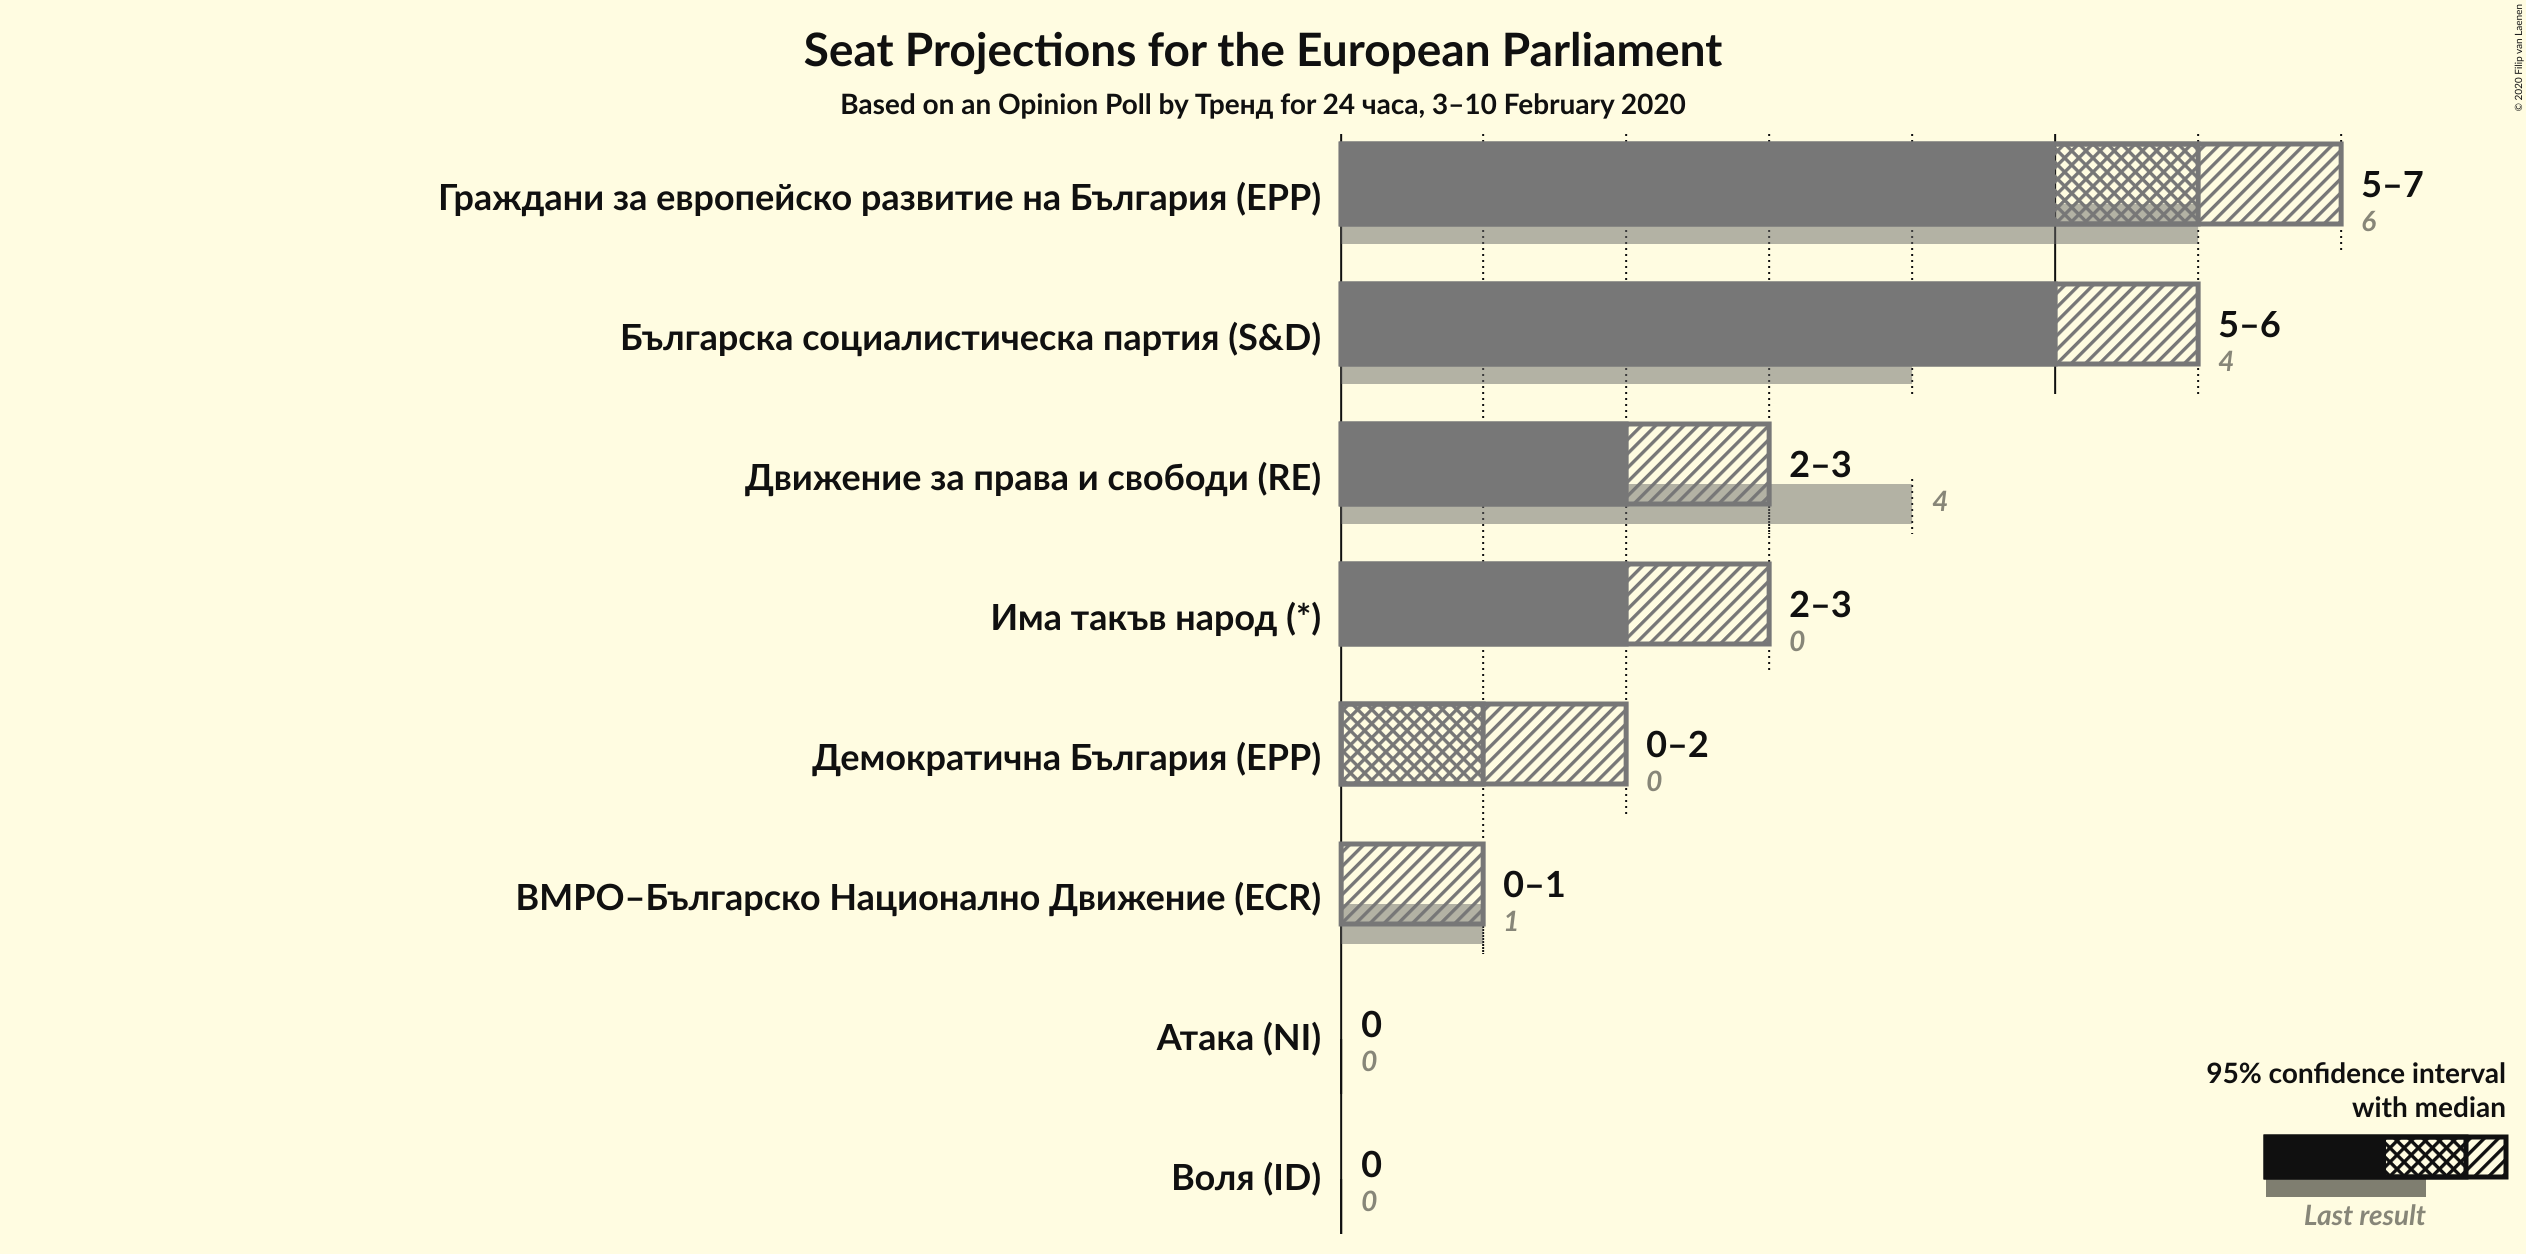 Seat Projections for the European Parliament
Based on an Opinion Poll by Тренд for 24 часа, 3–10 February 2020
© 2020 Filip van Laenen
Граждани за европейско развитие на България (EPP)
5–7
6
Българска социалистическа партия (S&D)
5–6
4
Движение за права и свободи (RE)
2–3
4
Има такъв народ (*)
2–3
0
Демократична България (EPP)
0–2
0
ВМРО–Българско Национално Движение (ECR)
0–1
1
Атака (NI)
0
0
Воля (ID)
0
0
95% confidence interval
with median
Last result